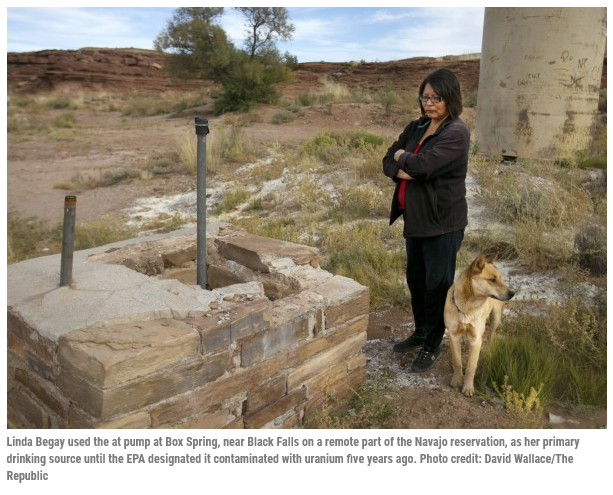 Linda Begay used the at pump at Box Spring, near Black Falls on a remote part of the Navajo reservation, as her primary
drinking source until the EPA designated it contaminated with uranium five years ago. Photo credit: David Wallace/The
Republic